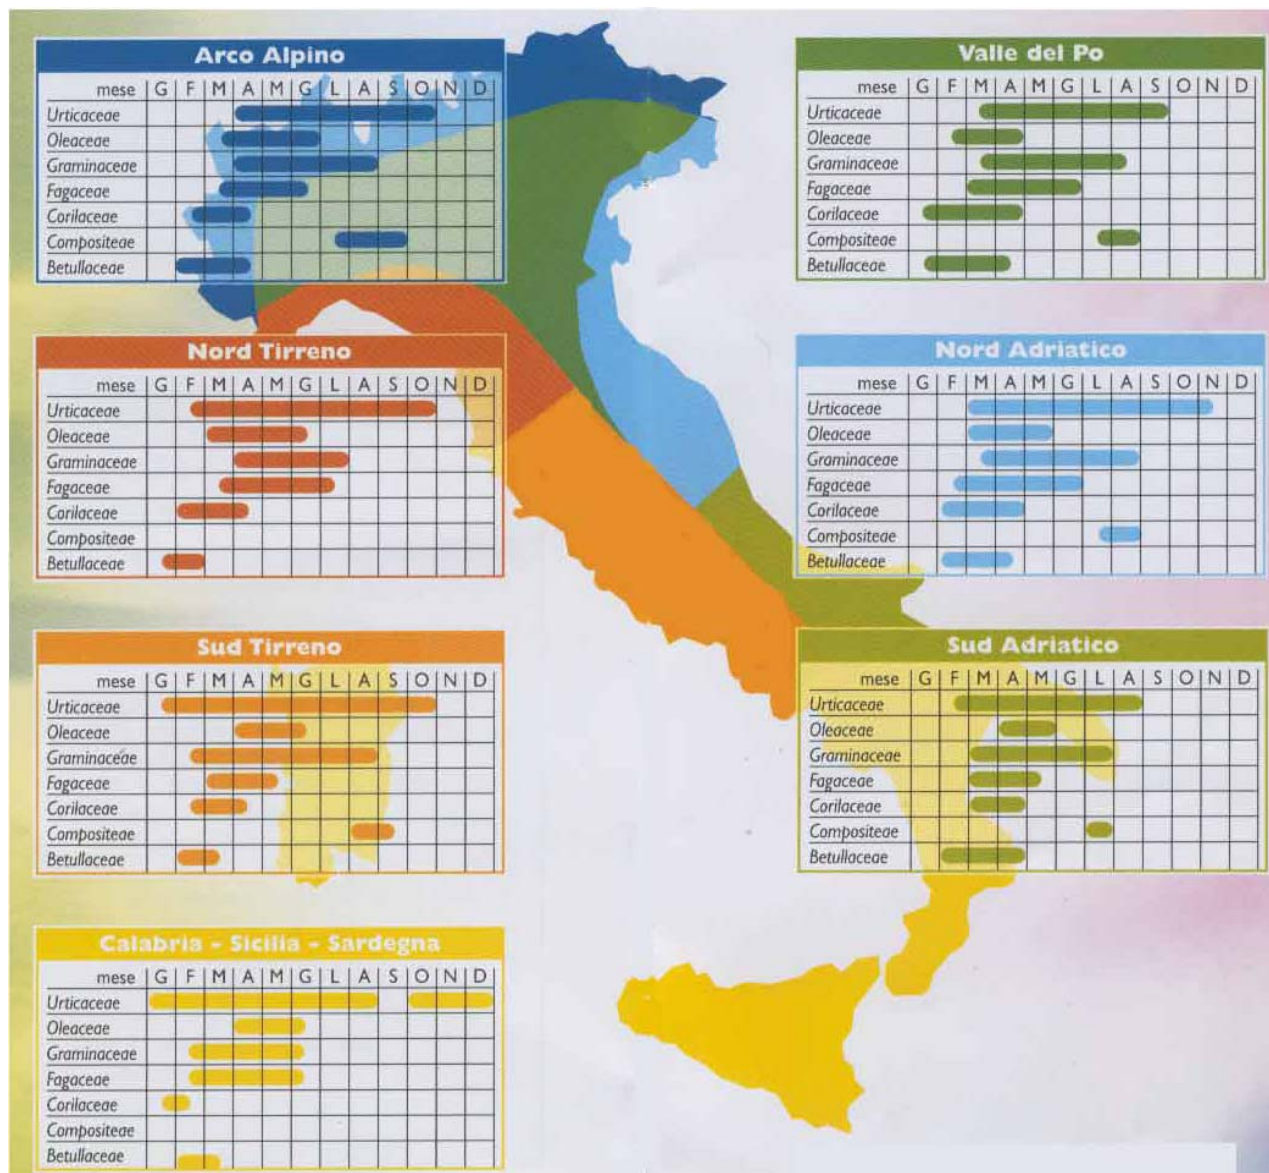 Arco Alpino
mese G F M A M G L A S O N D
Urticaceae
Oleaceae
Graminaceae
Fagaceae
Corilaceae
Compositeae
Betullaceae
Valle del Po
mese G F M A M G L A S O N D
Urticaceae
Oleaceae
Graminaceae
Fagaceae
Corilaceae
Compositeae
Betullaceae
Nord Tirreno
mese G F M A M G L A S O N D
Urticaceae
Oleaceae
Graminaceae
Fagaceae
Corilaceae
Compositeae
Betullaceae
Nord Adriatico
mese G F M A M G L A S O N D
Urticaceae
Oleaceae
Graminaceae
Fagaceae
Corilaceae
Compositeae
Betullaceae
Sud Tirreno
mese G F M A M G L A S O N D
Urticaceae
Oleaceae
Graminaceae
Fagaceae
Corilaceae
Compositeae
Betullaceae
Sud Adriatico
mese G F M A M G L A S O N D
Urticaceae
Oleaceae
Graminaceae
Fagaceae
Corilaceae
Compositeae
Betullaceae
Calabria - Sicilia - Sardegna
mese G F M A M G L A S O N D
Urticaceae
Oleaceae
Graminaceae
Fagaceae
Corilaceae
Compositeae
Betullaceae